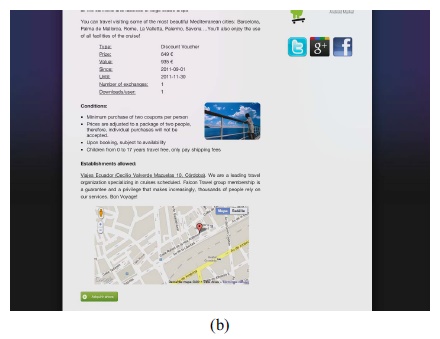 Android Market
You can travel visiting some of the most beautiful Mediterranean cities: Barcelona,
Palma de Mallorca, Rome, La Valletta, Palermo, Savona... You'll also enjoy the use
of all facilities of the cruise!
Type: Discount Voucher
Price: 649 €
Value: 935 €
Since: 2011-08-01
Until: 2011-11-30
Number of exchanges: 1
Downloads/user: 1
Conditions:
Minimum purchase of two coupons per person
Prices are adjusted to a package of two people,
therefore, individual purchases will not be
accepted.
Upon booking, subject to availability
Children from 0 to 17 years travel free, only pay shipping
fees
Establishments allowed:
Viajes Ecuador (Cecilio Valverde Mazuelas 10, Córdoba). We are a leading travel
organization specializing in cruises scheduled. Falcon Travel group membership is
a guarantee and a privilege that makes increasingly, thousands of people rely on
our services. Bon Voyage!
Mapa Satélite
(b)